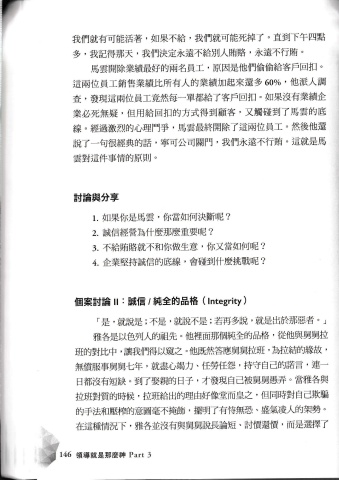 我們就有可能活著，如果不給，我們就可能死掉了。直到下午四點
多，我記得那天，我們決定永遠不給別人賄賂，永遠不行賄。
馬雲開除業績最好的兩名員工，原因是他們偷偷給客戶回扣。
這兩位員工銷售業績比所有人的業績加起來還多 60%，他派人調
查，發現這兩位員工竟然每一單都給了客戶回扣。如果沒有業績企
業必死無疑，但用給回扣的方式得到顧客，又觸碰到了馬雲的底
線。經過激烈的心理鬥爭，馬雲最終開除了這兩位員工。然後他還
說了一句很經典的話，寧可公司關門，我們永遠不行賄，這就是馬
雲對這件事情的原則。
討論與分享
1. 如果你是馬雲，你當如何決斷呢？
2. 誠信經營為什麼那麼重要呢？
3. 不給賄賂就不和你做生意，你又當如何呢？
4. 企業堅持誠信的底線，會碰到什麼挑戰呢？
個案討論 II：誠信 / 純全的品格（Integrity）
「是，就說是；不是，就說不是；若再多說，就是出於那惡者。」
雅各是以色列人的祖先。他裡面那個純全的品格，從他與舅舅拉
班的對比中，讓我們得以窺之。他既然答應舅舅拉班，為拉結的緣故，
無償服事舅舅七年，就盡心竭力、任勞任怨，持守自己的諾言，連一
日都沒有短缺。到了娶親的日子，才發現自己被舅舅愚弄。當雅各與
拉班對質的時候，拉班給出的理由好像堂而皇之，但同時對自己欺騙
的手法和壓榨的意圖毫不掩飾，擺明了有恃無恐、盛氣凌人的架勢。
在這種情況下，雅各並沒有與舅舅說長論短、討價還價，而是選擇了
146 領導就是那麼神 Part 3